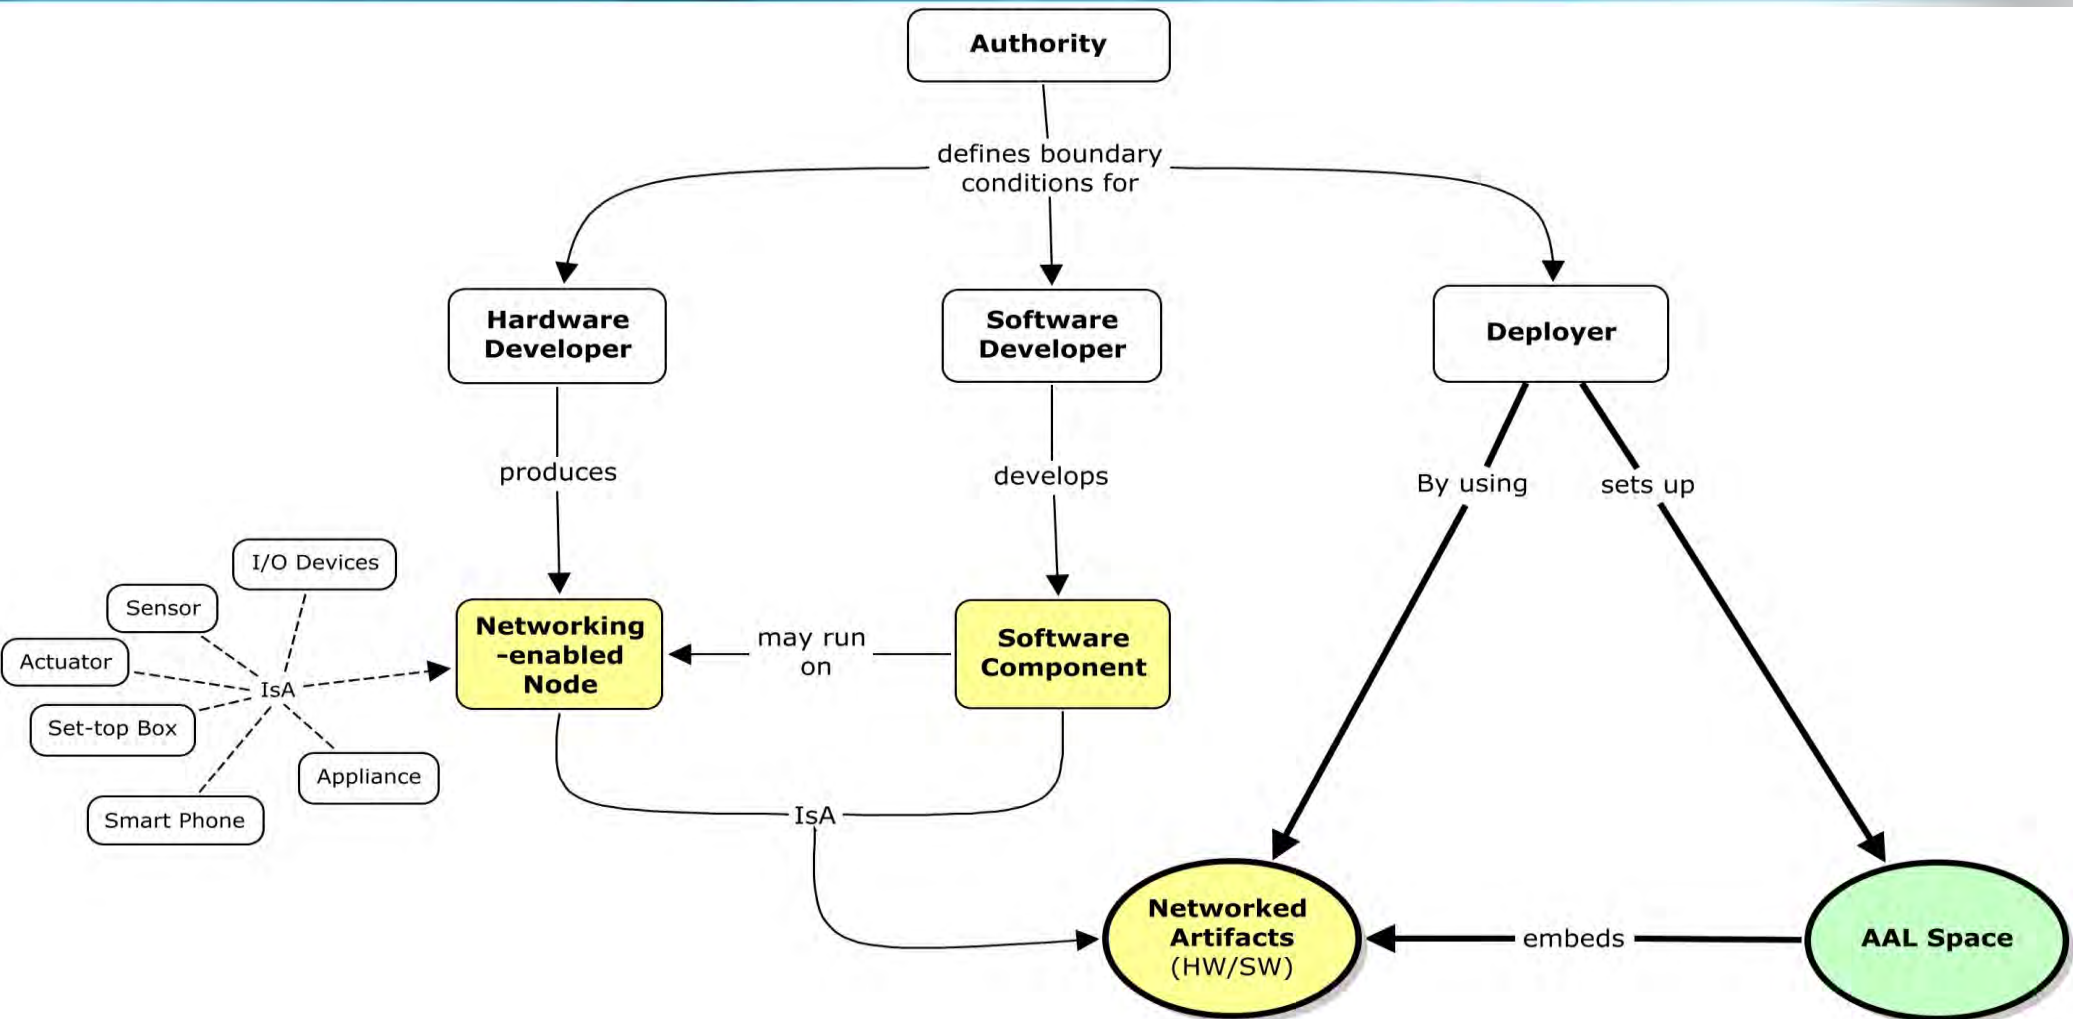 Authority
defines boundary
conditions for
Hardware
Developer
Software
Developer
Deployer
produces
develops
By using
sets up
I/O Devices
Sensor
Actuator
IsA
Set-top Box
Appliance
Smart Phone
Networking
-enabled
Node
may run
on
Software
Component
IsA
Networked
Artifacts
(HW/SW)
embeds
AAL Space